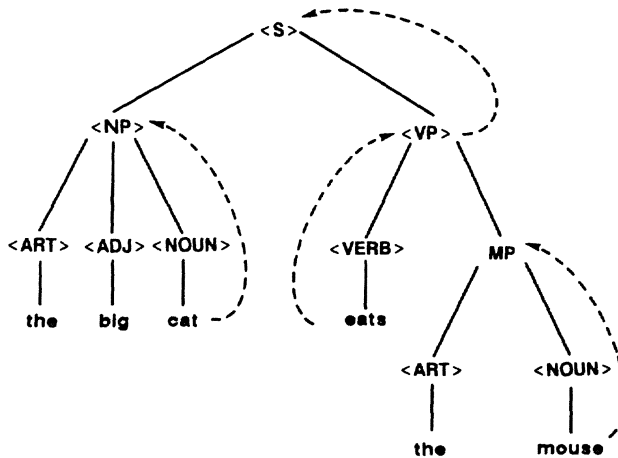 <S>
<NP> <VP>
<ART> <ADJ> <NOUN> <VERB> MP
the big cat eats
<ART> <NOUN>
the mouse